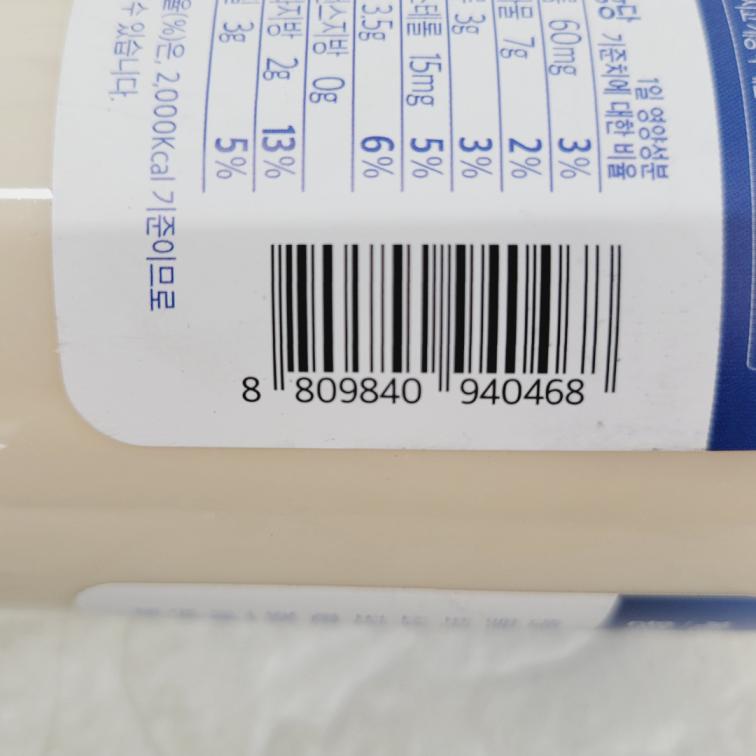 1일 영양성분
기준치에 대한 비율
60mg 3%
7g 2%
3g 3%
15mg 5%
3.5g 6%
0g
2g 13%
3g 5%
2,000Kcal 기준이므로
수 있습니다.
8 809840 940468